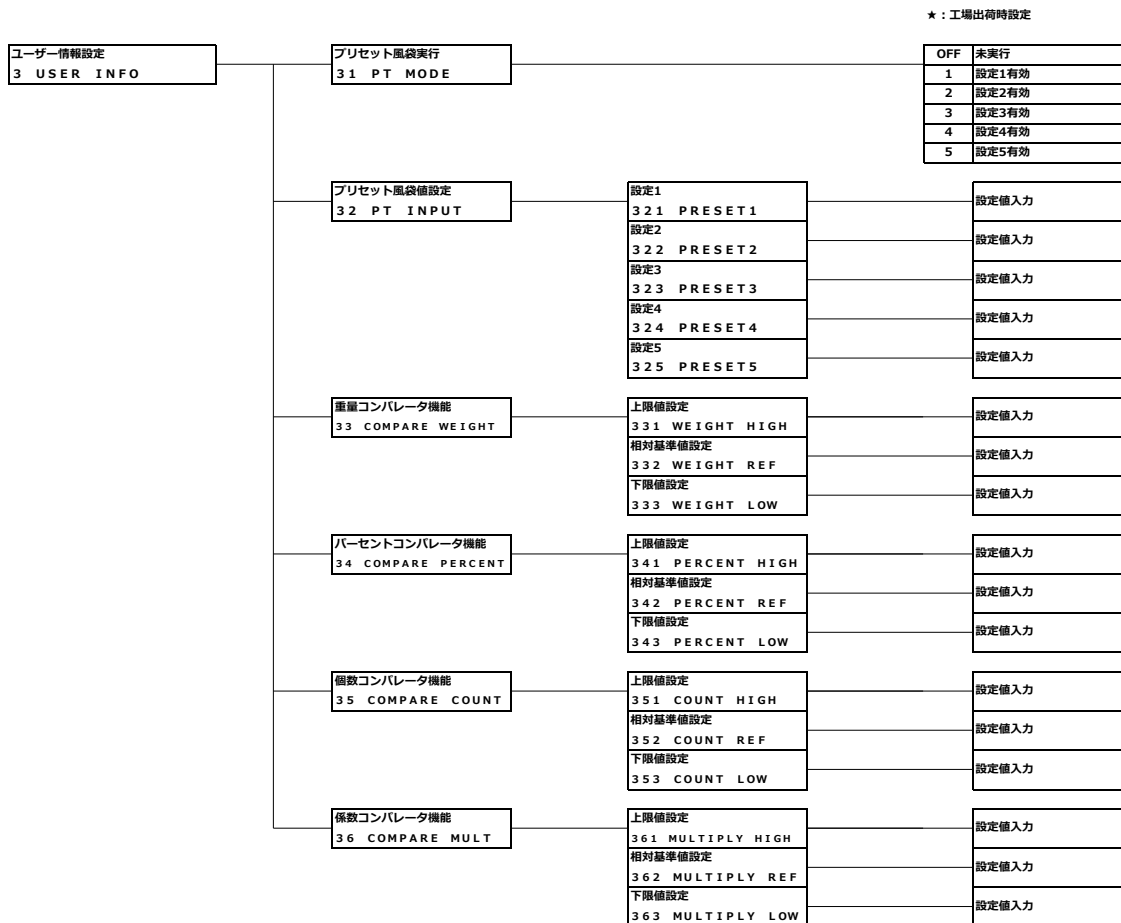 ★：工場出荷時設定
ユーザー情報設定
3 USER INFO
プリセット風袋実行
31 PT MODE
OFF 未実行
1 設定1有効
2 設定2有効
3 設定3有効
4 設定4有効
5 設定5有効
プリセット風袋値設定
32 PT INPUT
設定1
321 PRESET1
設定値入力
設定2
322 PRESET2
設定値入力
設定3
323 PRESET3
設定値入力
設定4
324 PRESET4
設定値入力
設定5
325 PRESET5
設定値入力
重量コンパレータ機能
33 COMPARE WEIGHT
上限値設定
331 WEIGHT HIGH
設定値入力
相対基準値設定
332 WEIGHT REF
設定値入力
下限値設定
333 WEIGHT LOW
設定値入力
パーセントコンパレータ機能
34 COMPARE PERCENT
上限値設定
341 PERCENT HIGH
設定値入力
相対基準値設定
342 PERCENT REF
設定値入力
下限値設定
343 PERCENT LOW
設定値入力
個数コンパレータ機能
35 COMPARE COUNT
上限値設定
351 COUNT HIGH
設定値入力
相対基準値設定
352 COUNT REF
設定値入力
下限値設定
353 COUNT LOW
設定値入力
係数コンパレータ機能
36 COMPARE MULT
上限値設定
361 MULTIPLY HIGH
設定値入力
相対基準値設定
362 MULTIPLY REF
設定値入力
下限値設定
363 MULTIPLY LOW
設定値入力